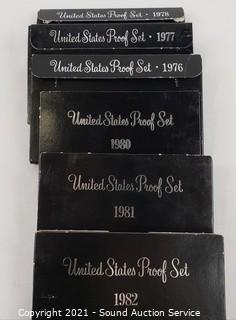 United States Proof Set · 1978
United States Proof Set · 1977
United States Proof Set · 1976
United States Proof Set
1980
United States Proof Set
1981
United States Proof Set
1982
Copyright 2021 - Sound Auction Service